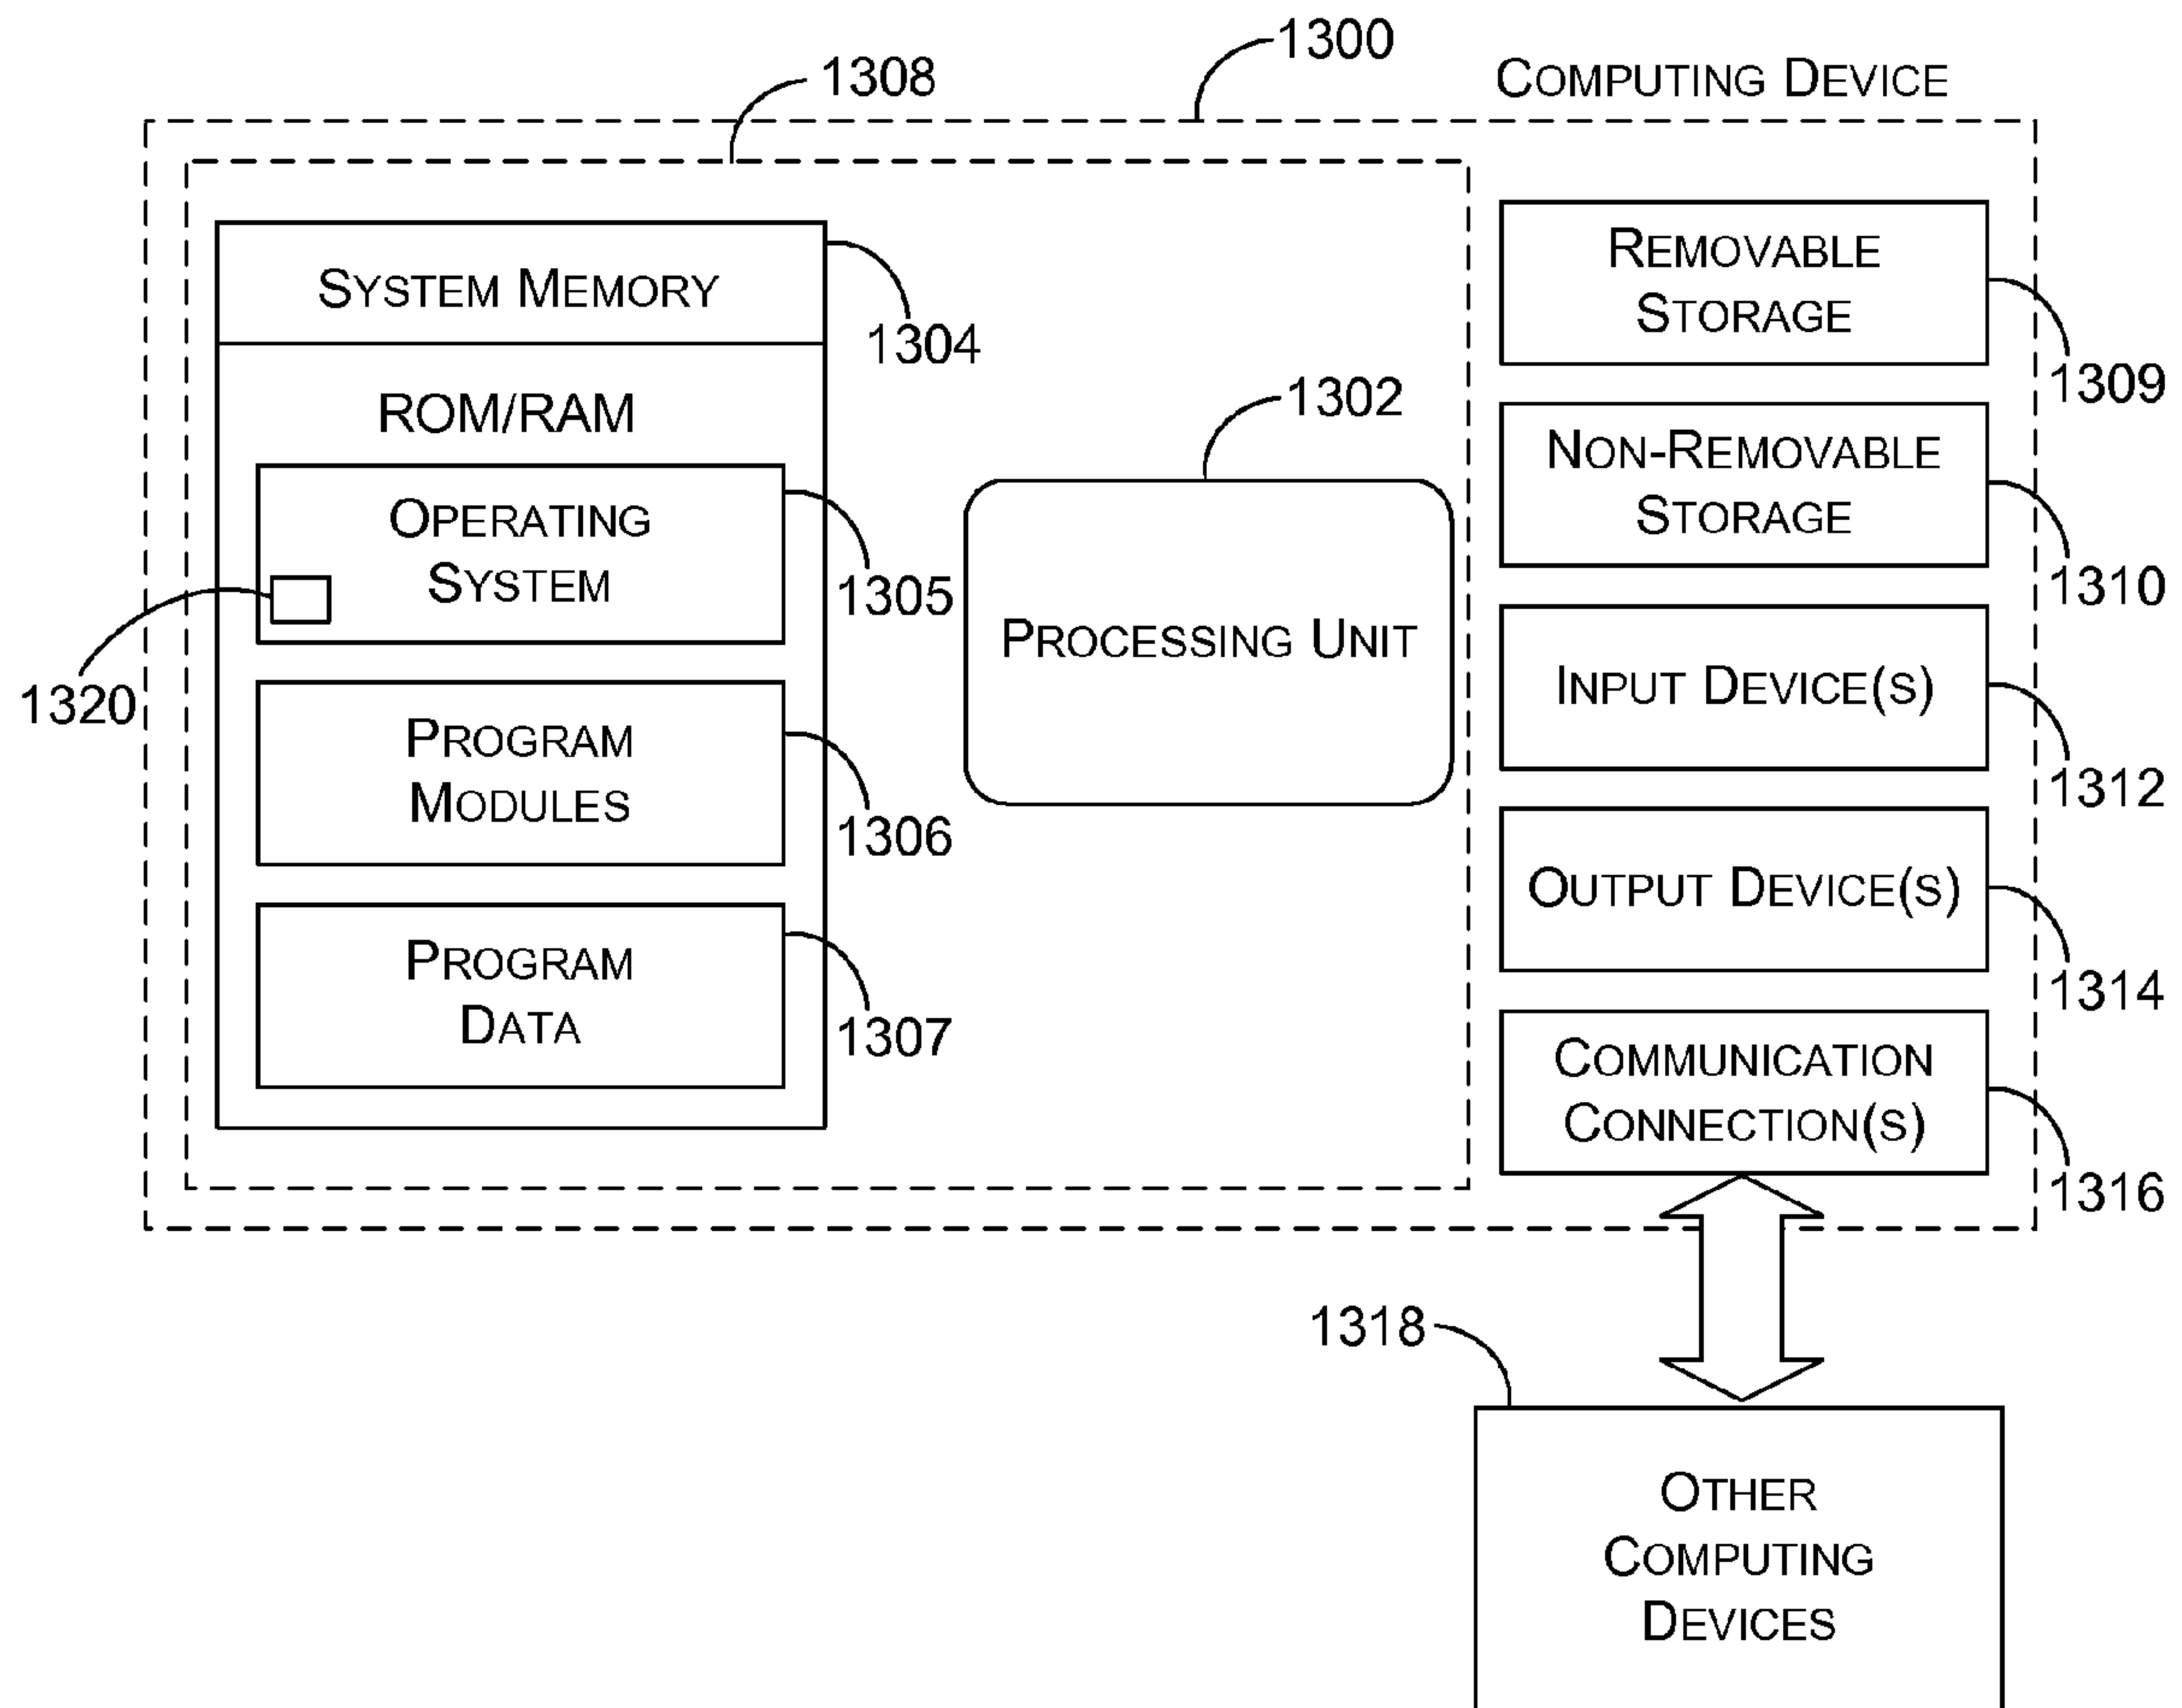 1300
1308
COMPUTING DEVICE
SYSTEM MEMORY
1304
ROM/RAM
OPERATING
SYSTEM
1305
1320
PROGRAM
MODULES
1306
PROGRAM
DATA
1307
1302
PROCESSING UNIT
REMOVABLE
STORAGE
1309
NON-REMOVABLE
STORAGE
1310
INPUT DEVICE(S)
1312
OUTPUT DEVICE(S)
1314
COMMUNICATION
CONNECTION(S)
1316
1318
OTHER
COMPUTING
DEVICES